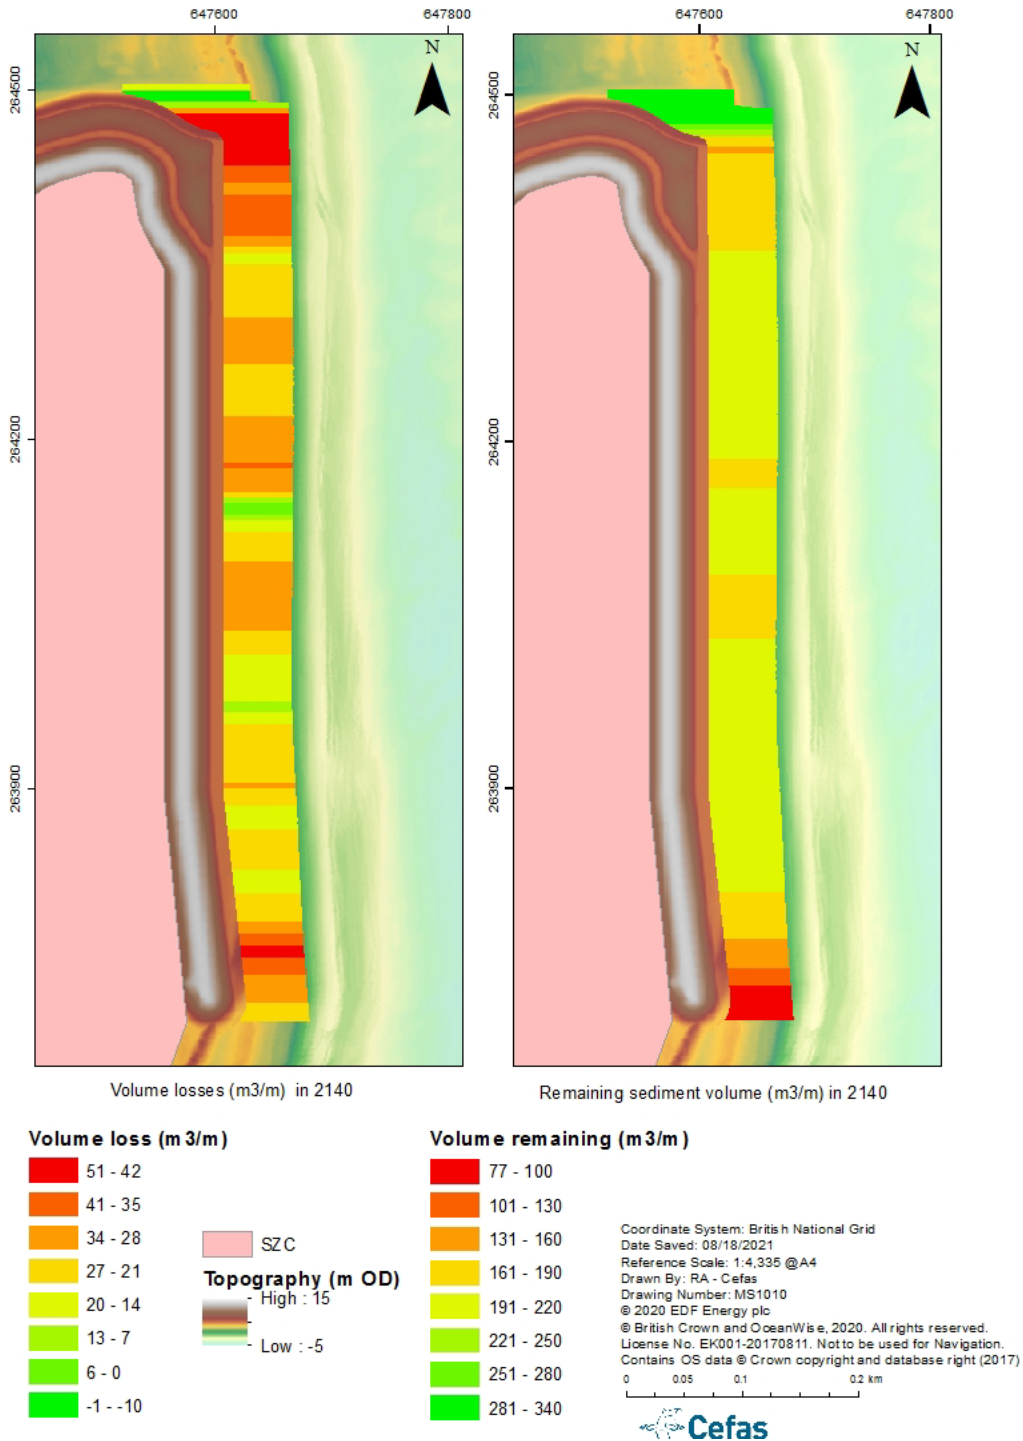 647600
647800
647600
647800
N
N
264500
264200
263900
264500
264200
263900
Volume losses (m3/m) in 2140
Remaining sediment volume (m3/m) in 2140
Volume loss (m3/m)
51 - 42
41 - 35
34 - 28
27 - 21
20 - 14
13 - 7
6 - 0
-1 - -10
SZC
Topography (m OD)
High : 15
Low : -5
Volume remaining (m3/m)
77 - 100
101 - 130
131 - 160
161 - 190
191 - 220
221 - 250
251 - 280
281 - 340
Coordinate System: British National Grid
Date Saved: 08/18/2021
Reference Scale: 1:4,335 @A4
Drawn By: RA - Cefas
Drawing Number: MS1010
© 2020 EDF Energy plc
© British Crown and OceanWise, 2020. All rights reserved.
License No. EK001-20170811. Not to be used for Navigation.
Contains OS data © Crown copyright and database right (2017)
0 0.05 0.1 0.2 km
Cefas